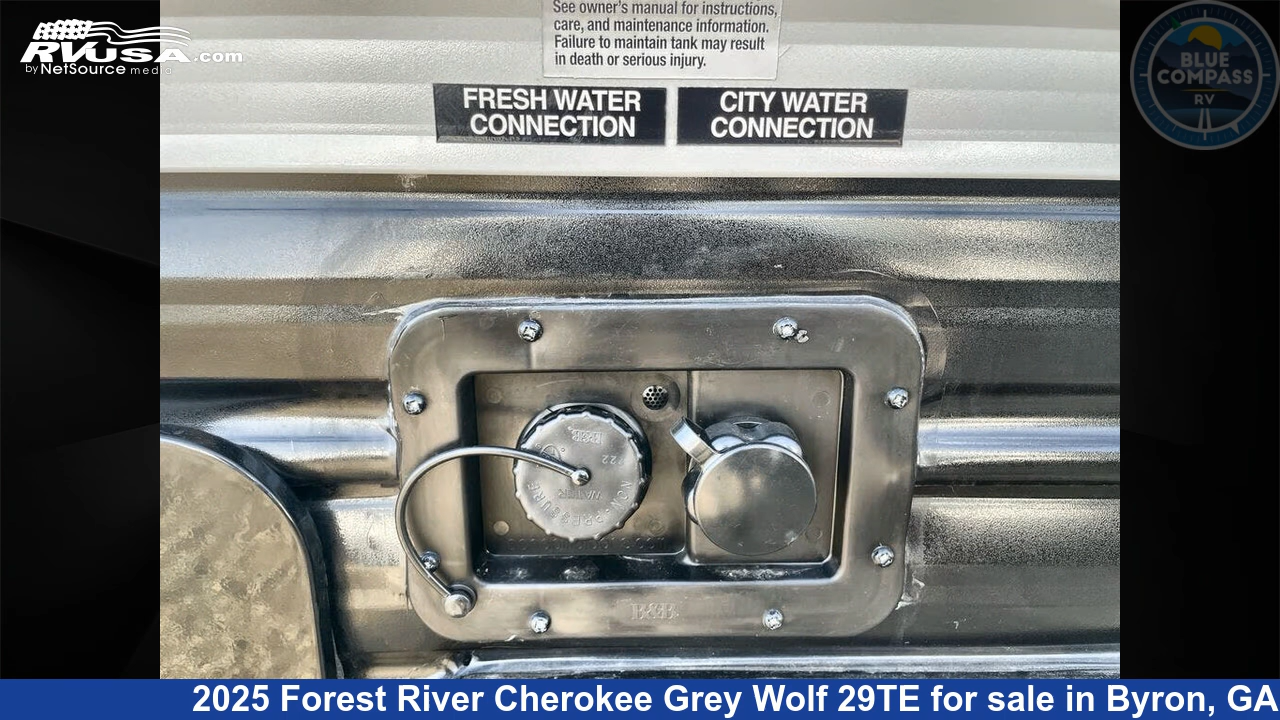 RVUSA.com
by NetSource media
BLUE
COMPASS
RV
See owner's manual for instructions,
care, and maintenance information.
Failure to maintain tank may result
in death or serious injury.
FRESH WATER
CONNECTION
CITY WATER
CONNECTION
B&B
722
WATER
NON-PRESSURE
B&B
2025 Forest River Cherokee Grey Wolf 29TE for sale in Byron, GA